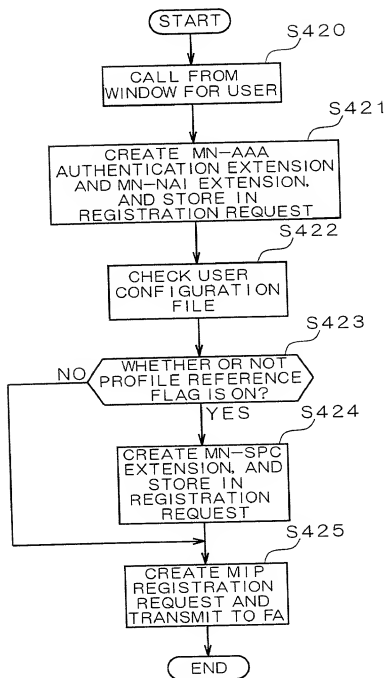 START
S420
CALL FROM
WINDOW FOR USER
S421
CREATE MN-AAA
AUTHENTICATION EXTENSION
AND MN-NAI EXTENSION,
AND STORE IN
REGISTRATION REQUEST
S422
CHECK USER
CONFIGURATION
FILE
S423
WHETHER OR NOT
PROFILE REFERENCE
FLAG IS ON?
NO
YES
S424
CREATE MN-SPC
EXTENSION, AND
STORE IN
REGISTRATION
REQUEST
S425
CREATE MIP
REGISTRATION
REQUEST AND
TRANSMIT TO FA
END